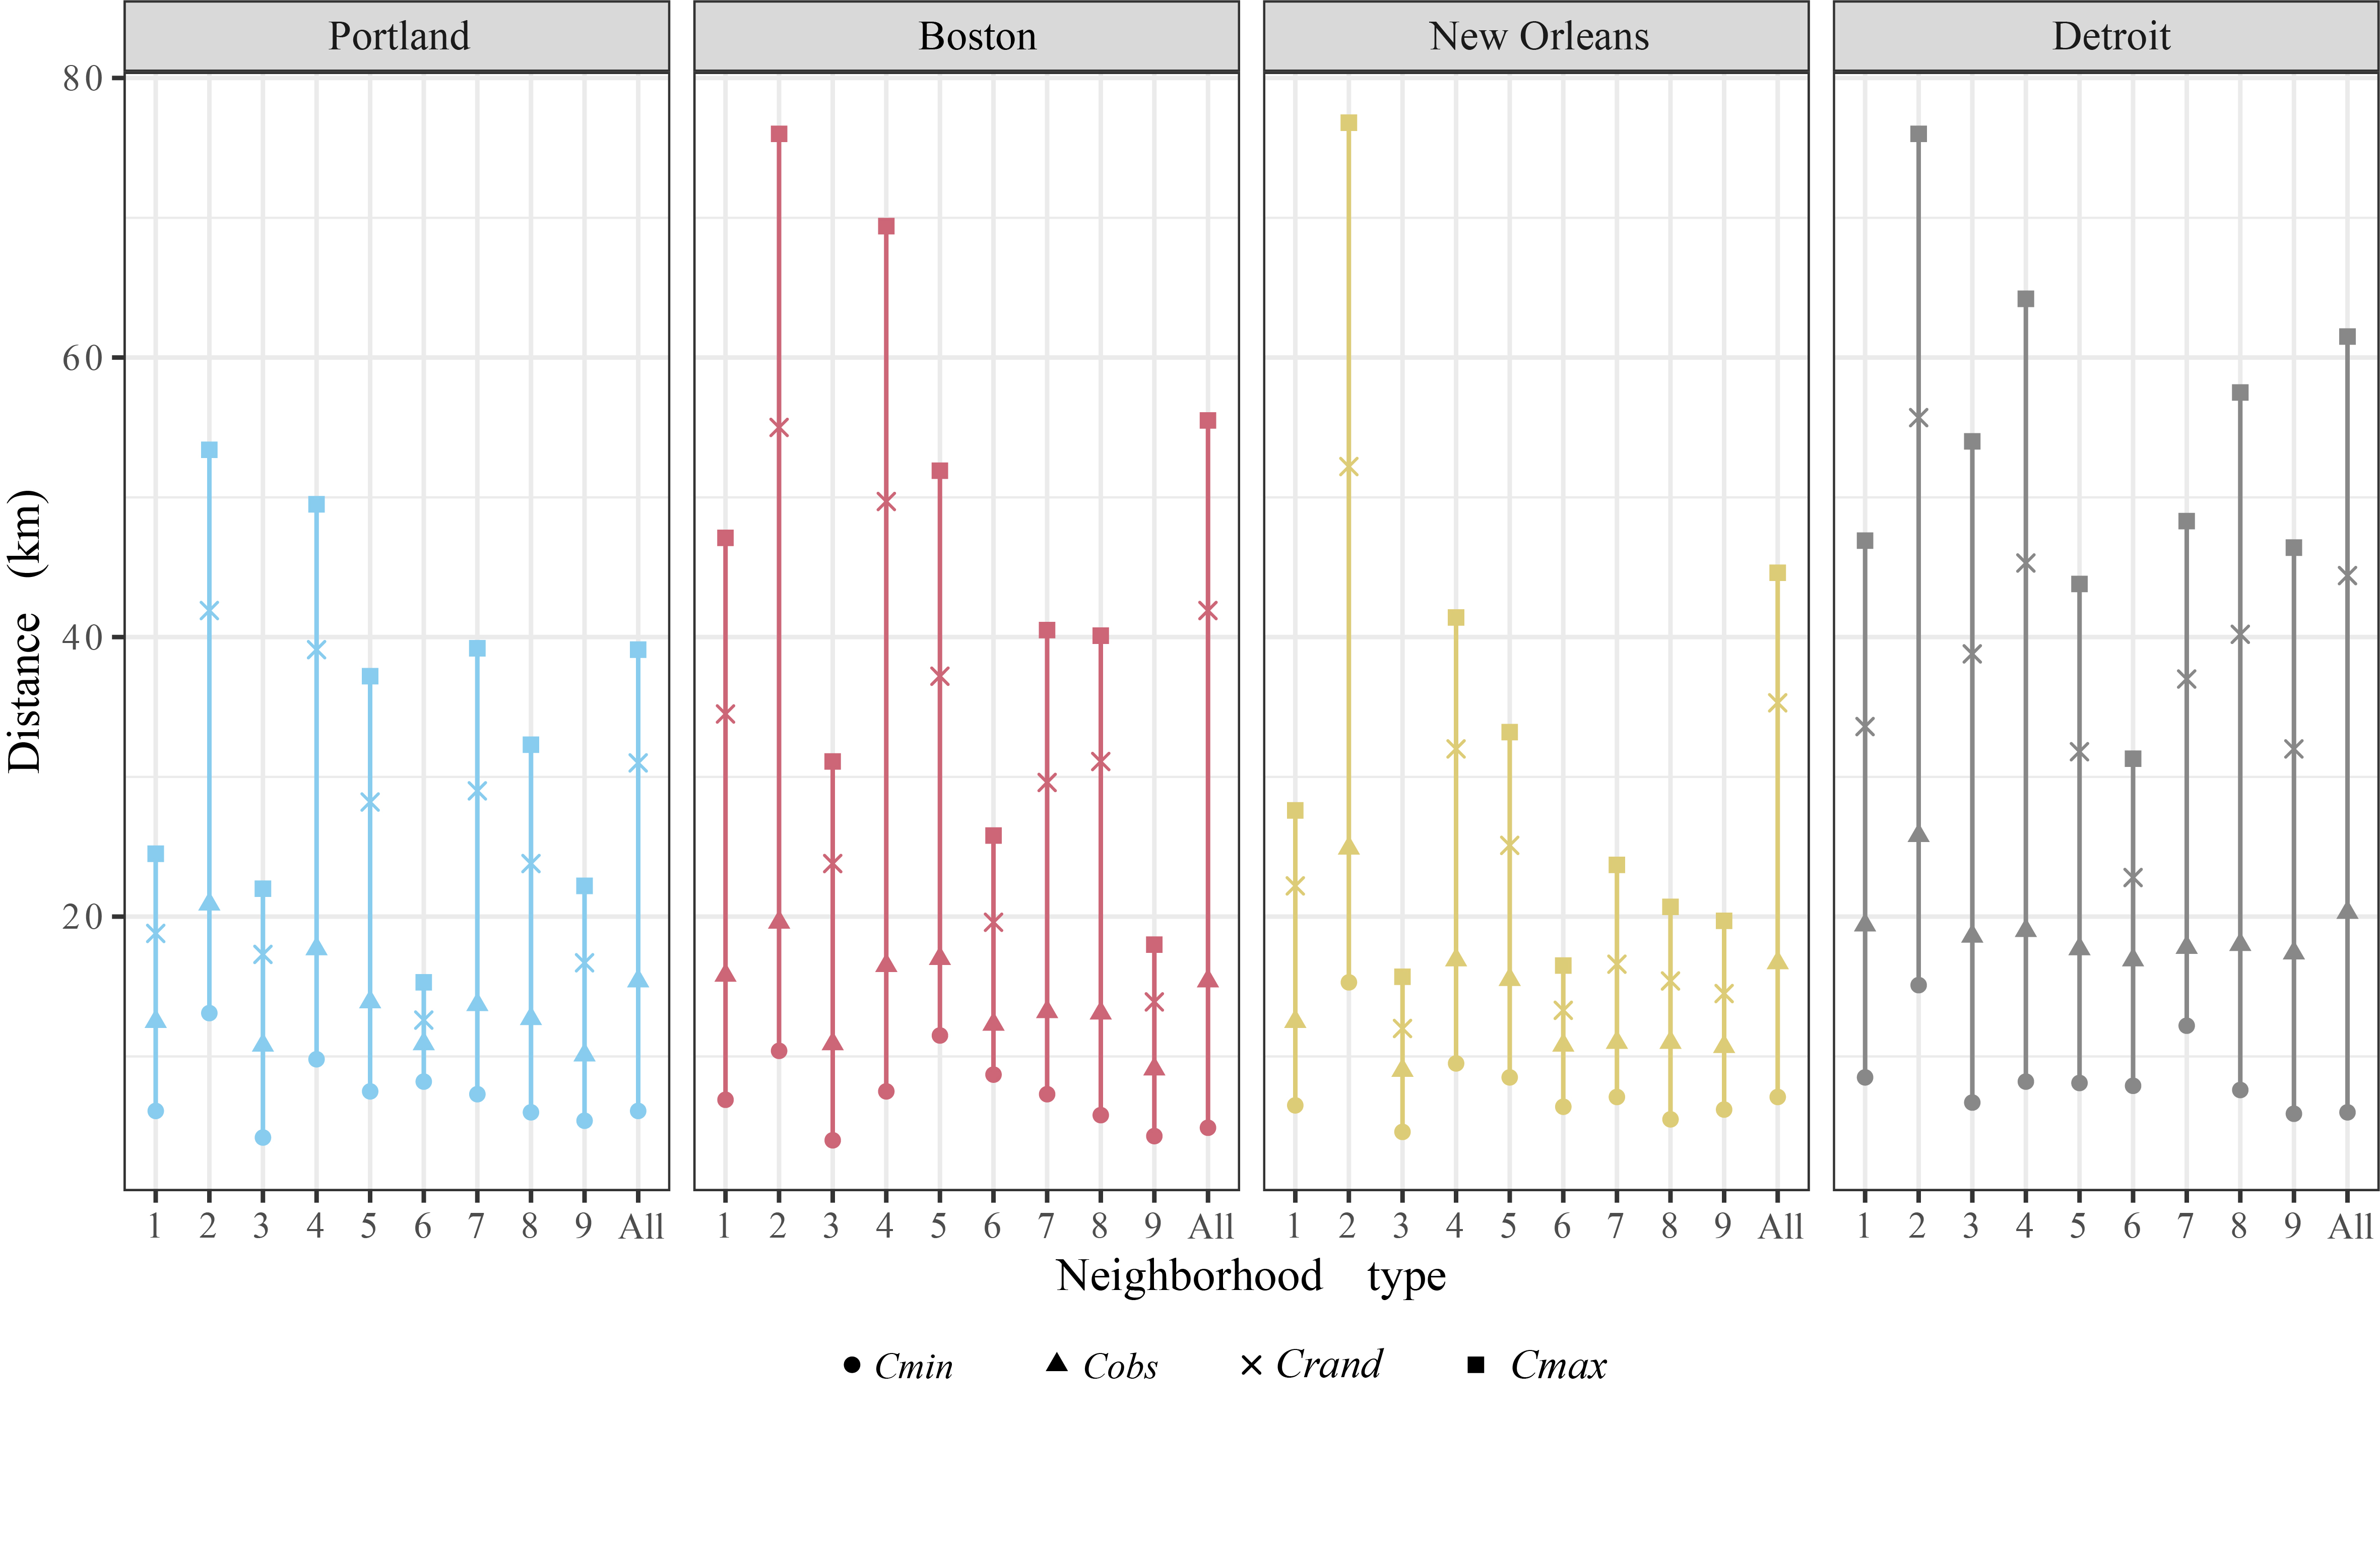 Portland Boston New Orleans Detroit
80
60
40
20
Distance (km)
1 2 3 4 5 6 7 8 9 All 1 2 3 4 5 6 7 8 9 All 1 2 3 4 5 6 7 8 9 All 1 2 3 4 5 6 7 8 9 All
Neighborhood type
Cmin Cobs Crand Cmax